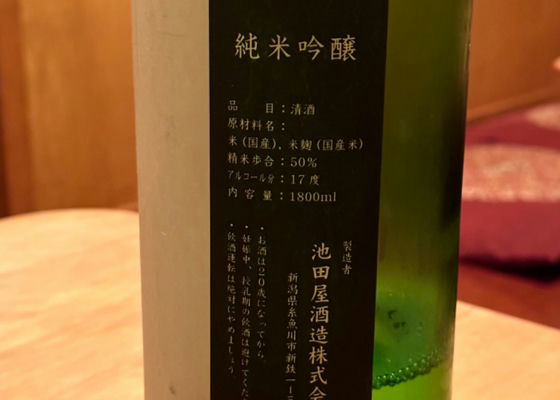 純米吟醸
品　目：清酒
原材料名：
米（国産），米麹（国産米）
精米歩合：50%
アルコール分：17度
内容量：1800ml
製造者
池田屋酒造株式会
新潟県糸魚川市新鉄一ー
・お酒は20歳になってから。
・妊娠中、授乳期の飲酒は避けてくだ
・飲酒運転は絶対にやめましょう。